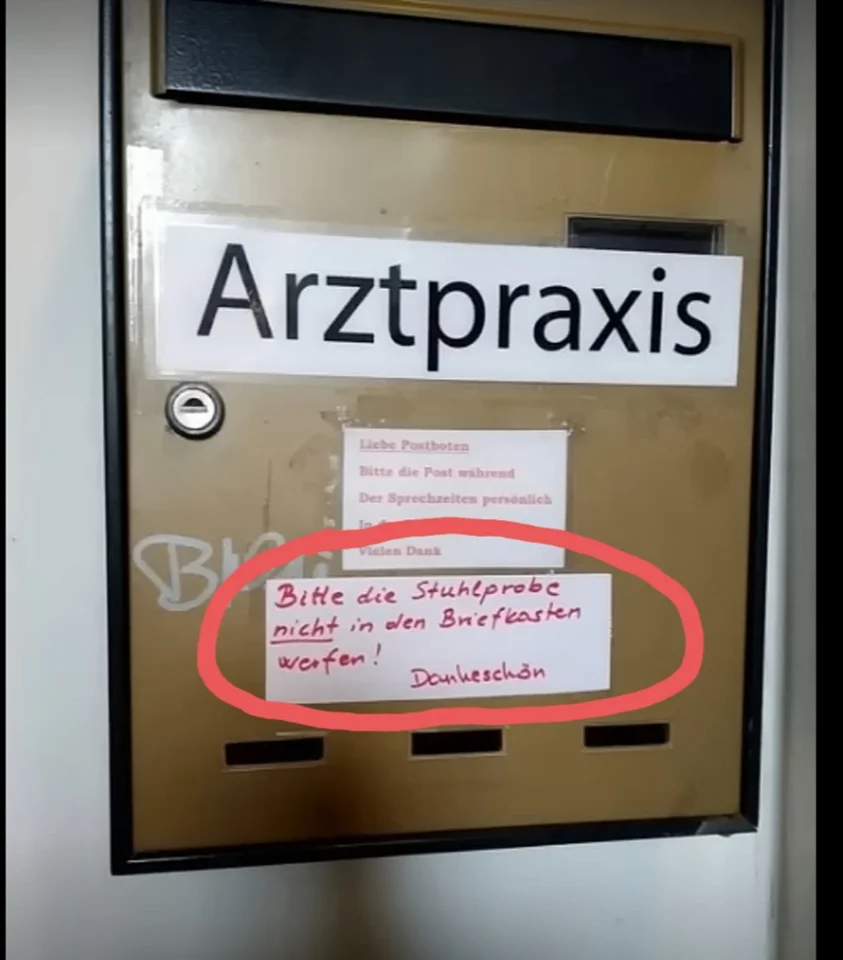 Arztpraxis
Liebe Postboten
Bitte die Post während
Der Sprechzeiten persönlich
Vielen Dank
Bitte die Stuhlprobe
nicht in den Briefkasten
werfen!
Dankeschön